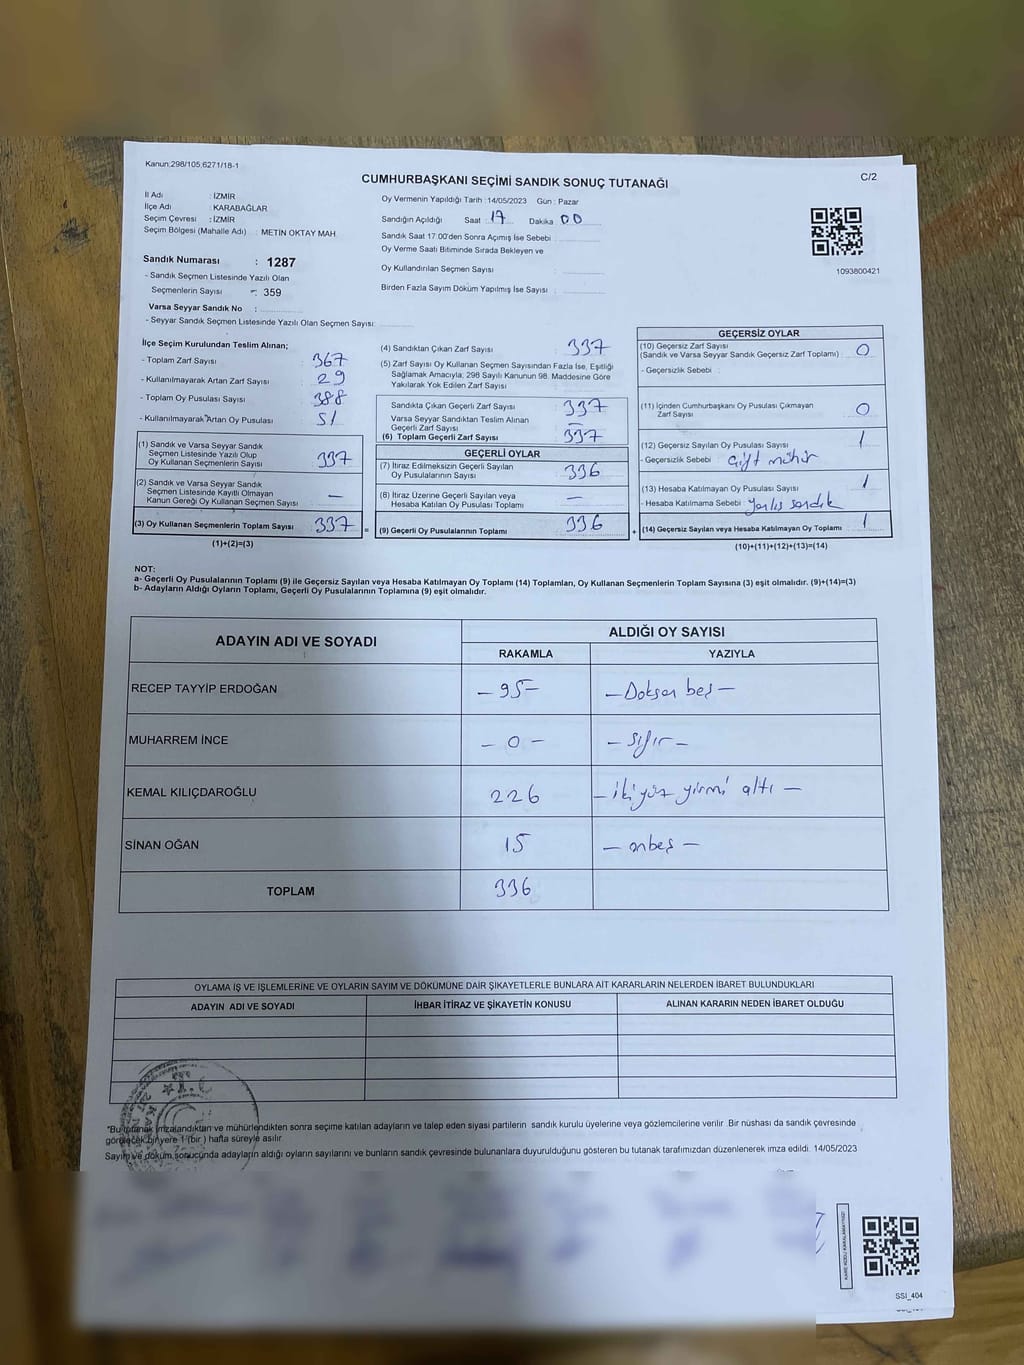 Kanun:298/105,6271/18-1
CUMHURBAŞKANI SEÇİMİ SANDIK SONUÇ TUTANAĞI
C/2
İl Adı : İZMİR
İlçe Adı : KARABAĞLAR
Seçim Çevresi : İZMİR
Seçim Bölgesi (Mahalle Adı) : METİN OKTAY MAH.
Oy Vermenin Yapıldığı Tarih : 14/05/2023 Gün : Pazar
Sandığın Açıldığı Saat : 17 Dakika 00
Sandık Saat 17:00'den Sonra Açımış İse Sebebi :
Oy Verme Saati Bitiminde Sırada Bekleyen ve
Oy Kullandırılan Seçmen Sayısı :
Birden Fazla Sayım Döküm Yapılmış İse Sayısı :
1093800421
Sandık Numarası : 1287
- Sandık Seçmen Listesinde Yazılı Olan
Seçmenlerin Sayısı : 359
Varsa Seyyar Sandık No :
- Seyyar Sandık Seçmen Listesinde Yazılı Olan Seçmen Sayısı:
İlçe Seçim Kurulundan Teslim Alınan;
- Toplam Zarf Sayısı : 367
- Kullanılmayarak Artan Zarf Sayısı : 29
- Toplam Oy Pusulası Sayısı : 388
- Kullanılmayarak Artan Oy Pusulası : 51
(1) Sandık ve Varsa Seyyar Sandık
Seçmen Listesinde Yazılı Olup
Oy Kullanan Seçmenlerin Sayısı : 337
(2) Sandık ve Varsa Seyyar Sandık
Seçmen Listesinde Kayıtlı Olmayan
Kanun Gereği Oy Kullanan Seçmen Sayısı : —
(3) Oy Kullanan Seçmenlerin Toplam Sayısı : 337 =
(1)+(2)=(3)
(4) Sandıktan Çıkan Zarf Sayısı : 337
(5) Zarf Sayısı Oy Kullanan Seçmen Sayısından Fazla İse, Eşitliği
Sağlamak Amacıyla, 298 Sayılı Kanunun 98. Maddesine Göre
Yakılarak Yok Edilen Zarf Sayısı :
Sandıkta Çıkan Geçerli Zarf Sayısı : 337
Varsa Seyyar Sandıktan Teslim Alınan
Geçerli Zarf Sayısı : —
(6) Toplam Geçerli Zarf Sayısı : 337
GEÇERLİ OYLAR
(7) İtiraz Edilmeksizin Geçerli Sayılan
Oy Pusulalarının Sayısı : 336
(8) İtiraz Üzerine Geçerli Sayılan veya
Hesaba Katılan Oy Pusulası Toplamı : —
(9) Geçerli Oy Pusulalarının Toplamı : 336 +
GEÇERSİZ OYLAR
(10) Geçersiz Zarf Sayısı
(Sandık ve Varsa Seyyar Sandık Geçersiz Zarf Toplamı) : 0
- Geçersizlik Sebebi :
(11) İçinden Cumhurbaşkanı Oy Pusulası Çıkmayan
Zarf Sayısı : 0
(12) Geçersiz Sayılan Oy Pusulası Sayısı : 1
- Geçersizlik Sebebi : Çift mühür
(13) Hesaba Katılmayan Oy Pusulası Sayısı : 1
- Hesaba Katılmama Sebebi : yanlış sandık
(14) Geçersiz Sayılan veya Hesaba Katılmayan Oy Toplamı : 1
(10)+(11)+(12)+(13)=(14)
NOT:
a- Geçerli Oy Pusulalarının Toplamı (9) ile Geçersiz Sayılan veya Hesaba Katılmayan Oy Toplamı (14) Toplamları, Oy Kullanan Seçmenlerin Toplam Sayısına (3) eşit olmalıdır. (9)+(14)=(3)
b- Adayların Aldığı Oyların Toplamı, Geçerli Oy Pusulalarının Toplamına (9) eşit olmalıdır.
ADAYIN ADI VE SOYADI ALDIĞI OY SAYISI
RAKAMLA YAZIYLA
RECEP TAYYİP ERDOĞAN – 95 – – Doksan beş –
MUHARREM İNCE – 0 – – sıfır –
KEMAL KILIÇDAROĞLU 226 – iki yüz yirmi altı –
SİNAN OĞAN 15 – onbeş –
TOPLAM 336
OYLAMA İŞ VE İŞLEMLERİNE VE OYLARIN SAYIM VE DÖKÜMÜNE DAİR ŞİKAYETLERLE BUNLARA AİT KARARLARIN NELERDEN İBARET BULUNDUKLARI
ADAYIN ADI VE SOYADI İHBAR İTİRAZ VE ŞİKAYETİN KONUSU ALINAN KARARIN NEDEN İBARET OLDUĞU
T.C
*Bu tutanak imzalandıktan ve mühürlendikten sonra seçime katılan adayların ve talep eden siyasi partilerin sandık kurulu üyelerine veya gözlemcilerine verilir. Bir nüshası da sandık çevresinde
görülecek bir yere 1 (bir ) hafta süreyle asılır.
Sayım ve döküm sonucunda adayların aldığı oyların sayılarını ve bunların sandık çevresinde bulunanlara duyurulduğunu gösteren bu tutanak tarafımızdan düzenlenerek imza edildi. 14/05/2023
SSI_404